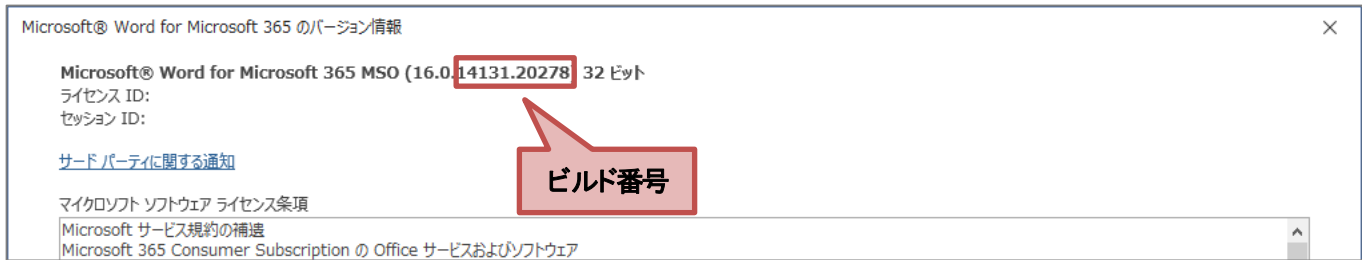 Microsoft® Word for Microsoft 365 のバージョン情報
Microsoft® Word for Microsoft 365 MSO (16.0.14131.20278) 32 ビット
ライセンス ID:
セッション ID:
サード パーティに関する通知
ビルド番号
マイクロソフト ソフトウェア ライセンス条項
Microsoft サービス規約の補遺
Microsoft 365 Consumer Subscription の Office サービスおよびソフトウェア